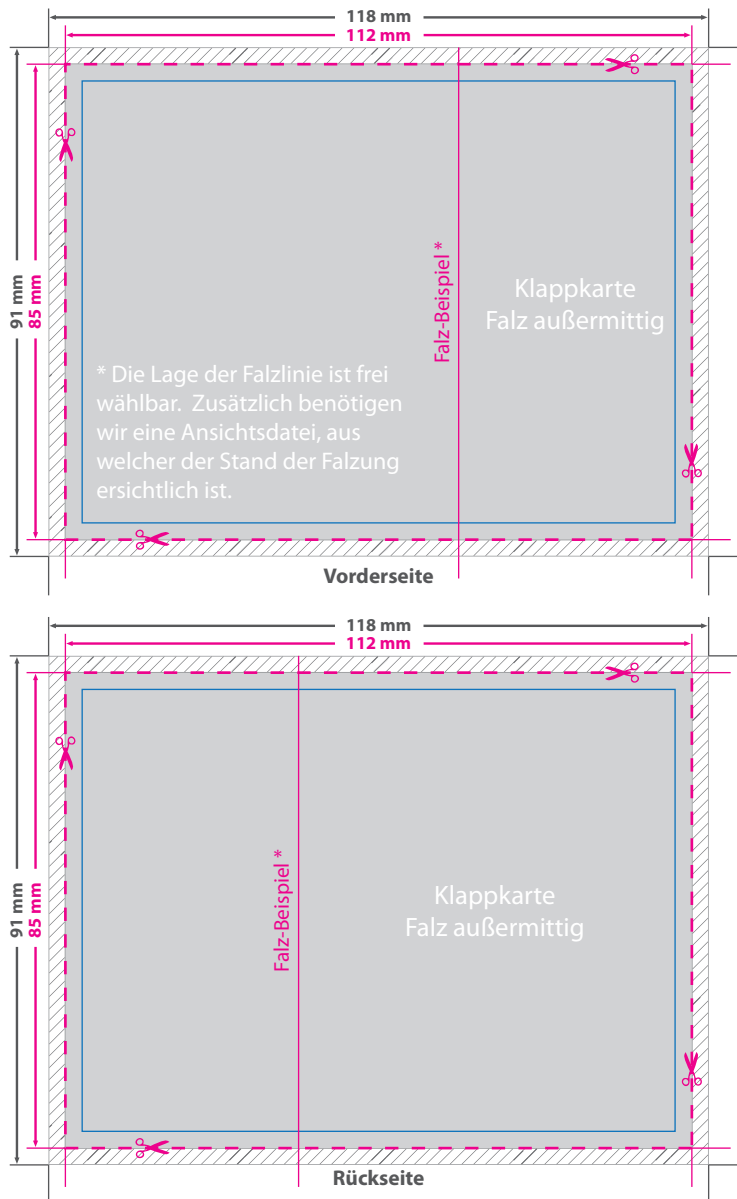 118 mm
112 mm
91 mm
85 mm
Falz-Beispiel *
Klappkarte
Falz außermittig
* Die Lage der Falzlinie ist frei
wählbar.  Zusätzlich benötigen
wir eine Ansichtsdatei, aus
welcher der Stand der Falzung
ersichtlich ist.
Vorderseite
118 mm
112 mm
91 mm
85 mm
Falz-Beispiel *
Klappkarte
Falz außermittig
Rückseite